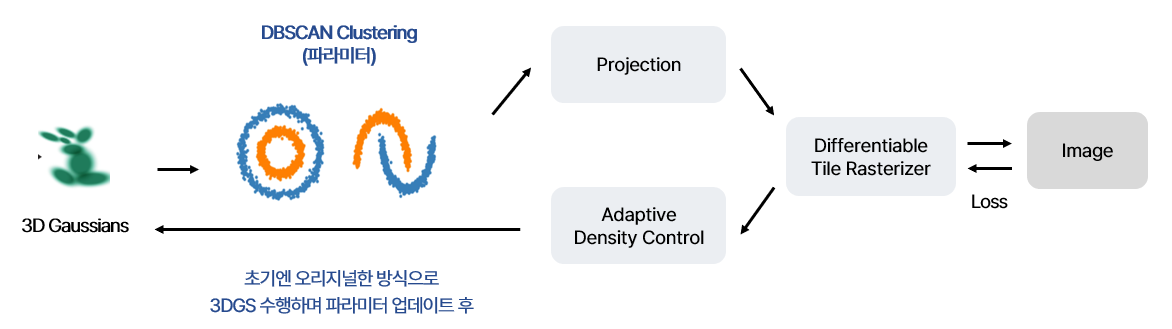 DBSCAN Clustering
(파라미터)
Projection
Differentiable
Tile Rasterizer
Image
Loss
3D Gaussians
Adaptive
Density Control
초기엔 오리지널한 방식으로
3DGS 수행하며 파라미터 업데이트 후